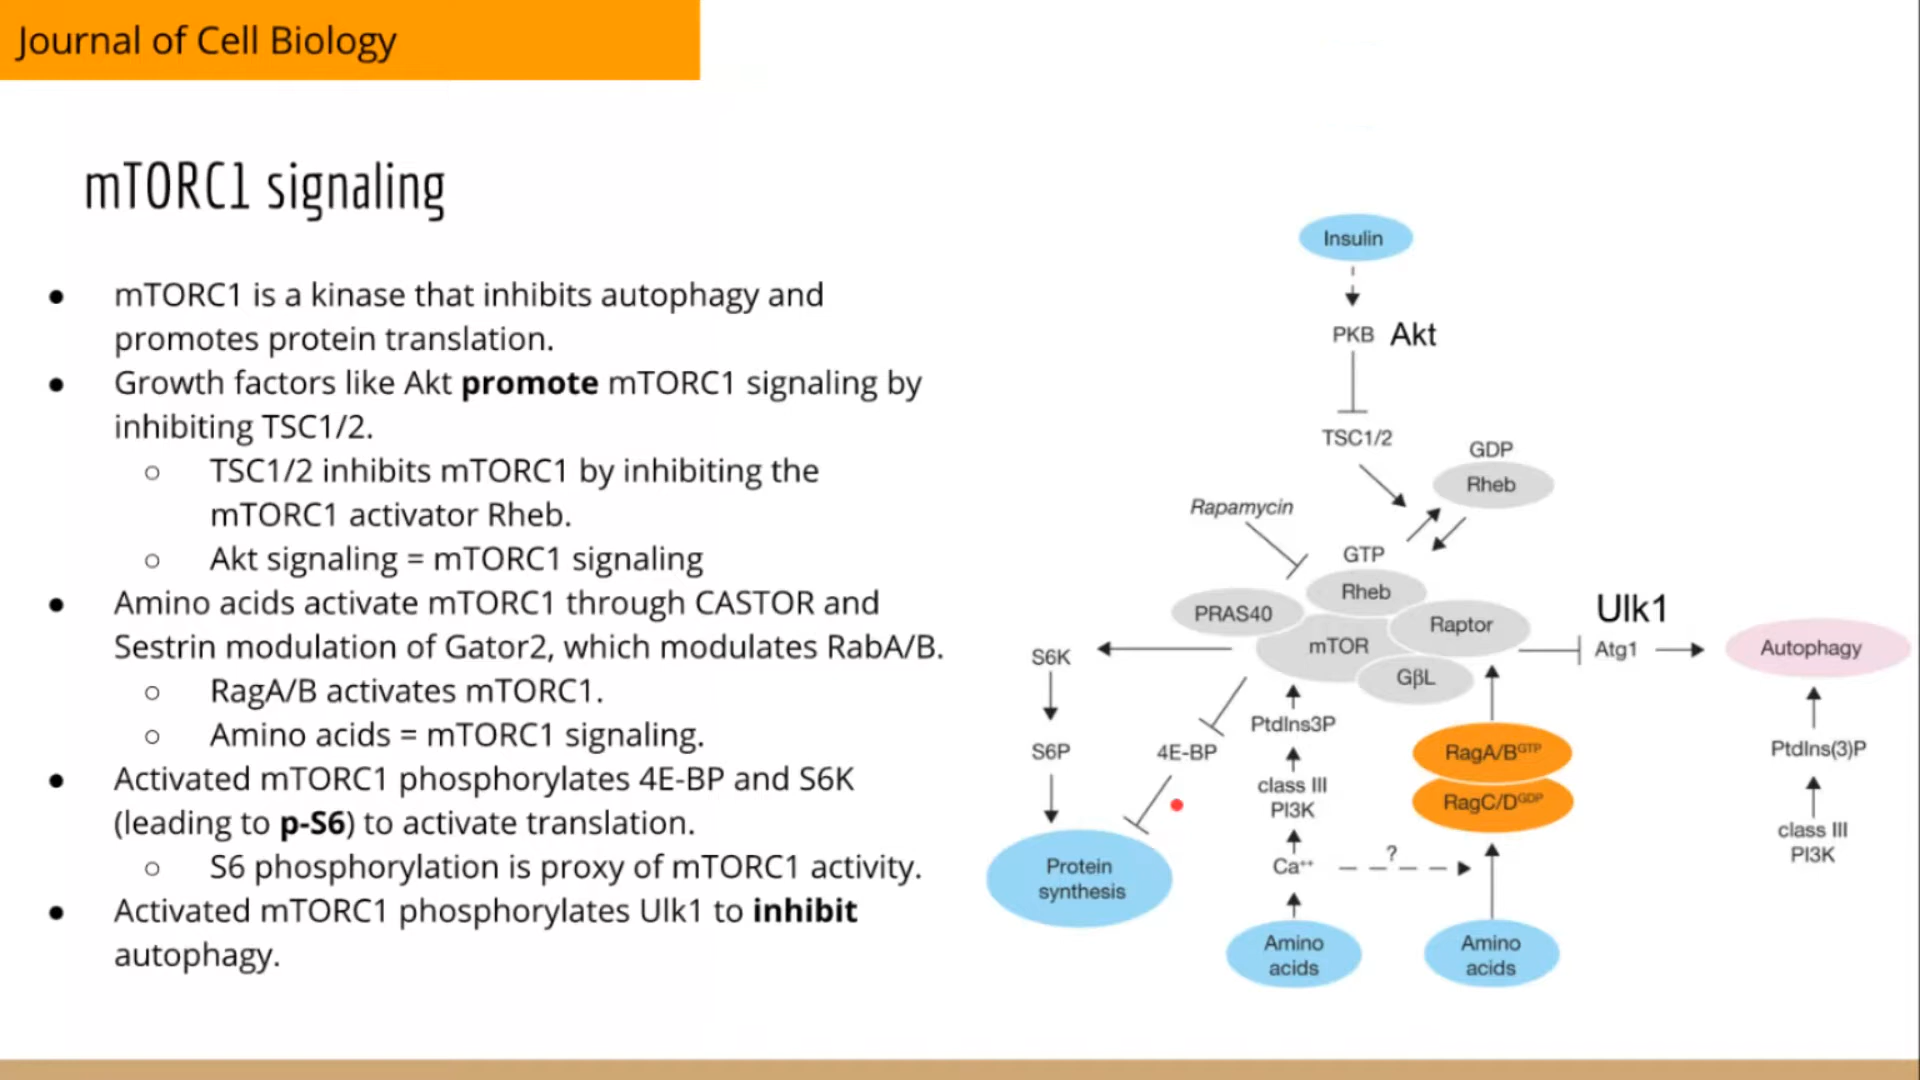 Journal of Cell Biology
mTORC1 signaling
● mTORC1 is a kinase that inhibits autophagy and
promotes protein translation.
● Growth factors like Akt promote mTORC1 signaling by
inhibiting TSC1/2.
○ TSC1/2 inhibits mTORC1 by inhibiting the
mTORC1 activator Rheb.
○ Akt signaling = mTORC1 signaling
● Amino acids activate mTORC1 through CASTOR and
Sestrin modulation of Gator2, which modulates RabA/B.
○ RagA/B activates mTORC1.
○ Amino acids = mTORC1 signaling.
● Activated mTORC1 phosphorylates 4E-BP and S6K
(leading to p-S6) to activate translation.
○ S6 phosphorylation is proxy of mTORC1 activity.
● Activated mTORC1 phosphorylates Ulk1 to inhibit
autophagy.
Insulin
PKB Akt
TSC1/2
GDP
Rheb
Rapamycin
GTP
Rheb
PRAS40
Raptor
mTOR
GβL
Ulk1
Atg1
Autophagy
S6K
S6P
4E-BP
PtdIns3P
class III
PI3K
Ca++
?
RagA/BGTP
RagC/DGDP
PtdIns(3)P
class III
PI3K
Protein
synthesis
Amino
acids
Amino
acids